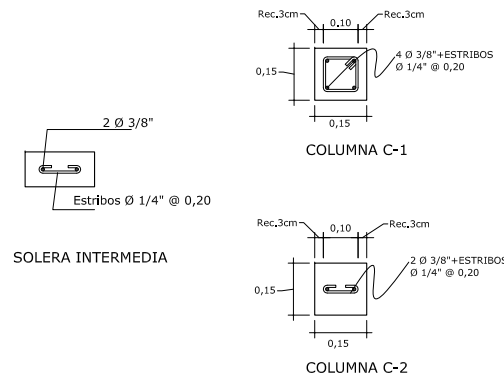 Rec.3cm
0.10
Rec.3cm
4 Ø 3/8"+ESTRIBOS
Ø 1/4" @ 0,20
0,15
0,15
COLUMNA C-1
2 Ø 3/8"
Estribos Ø 1/4" @ 0,20
SOLERA INTERMEDIA
Rec.3cm
0,10
Rec.3cm
2 Ø 3/8"+ESTRIBOS
Ø 1/4" @ 0,20
0,15
0,15
COLUMNA C-2